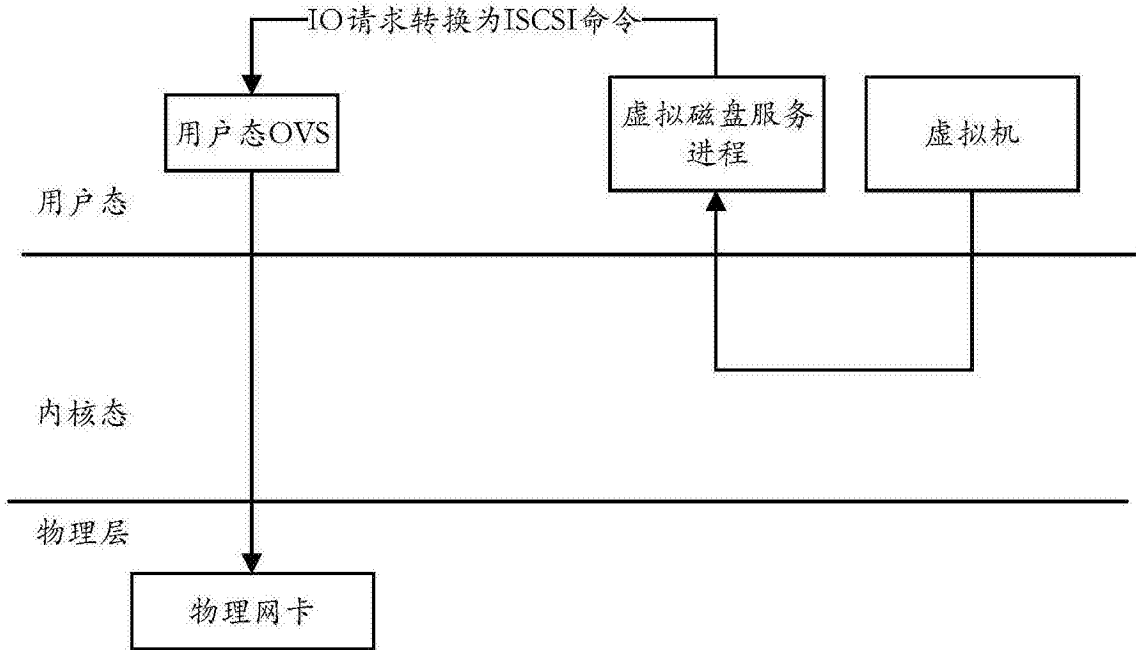 IO请求转换为ISCSI命令
用户态OVS
虚拟磁盘服务
进程
虚拟机
用户态
内核态
物理层
物理网卡